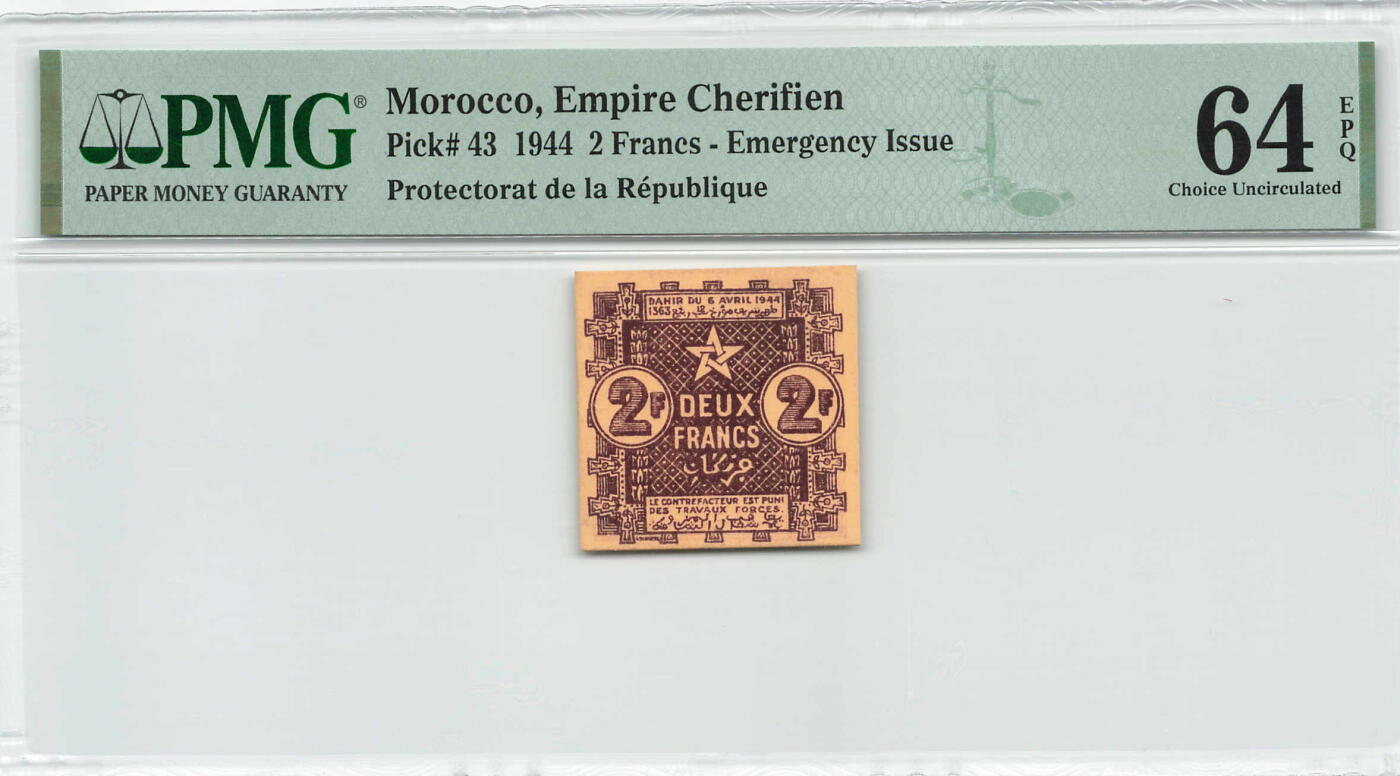 PMG®
PAPER MONEY GUARANTY
Morocco, Empire Cherifien
Pick# 43 1944 2 Francs - Emergency Issue
Protectorat de la République
64
EPQ
Choice Uncirculated
DAHIR DU 6 AVRIL 1944
1363
2F DEUX 2F
FRANCS
LE CONTREFACTEUR EST PUNI
DES TRAVAUX FORCES